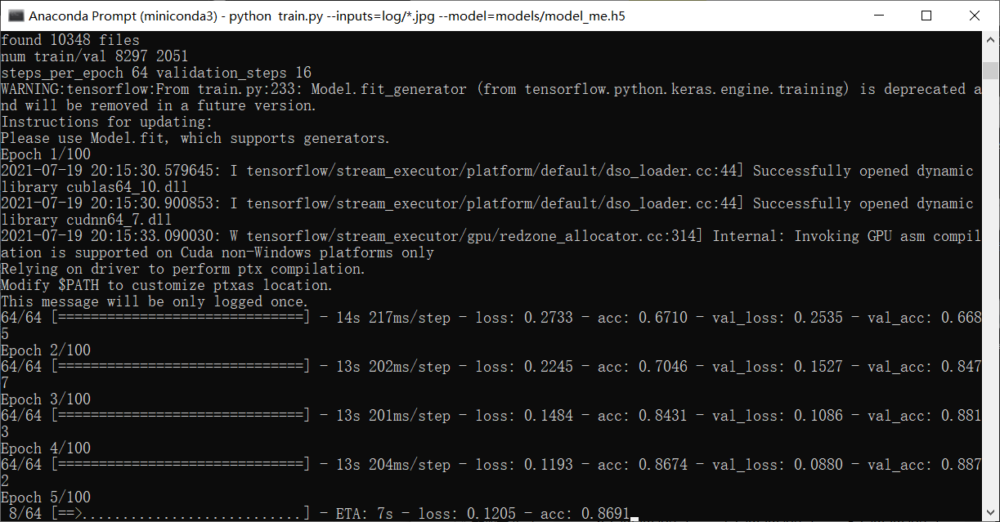 Anaconda Prompt (miniconda3) - python  train.py --inputs=log/*.jpg --model=models/model_me.h5
found 10348 files
num train/val 8297 2051
steps_per_epoch 64 validation_steps 16
WARNING:tensorflow:From train.py:233: Model.fit_generator (from tensorflow.python.keras.engine.training) is deprecated a
nd will be removed in a future version.
Instructions for updating:
Please use Model.fit, which supports generators.
Epoch 1/100
2021-07-19 20:15:30.579645: I tensorflow/stream_executor/platform/default/dso_loader.cc:44] Successfully opened dynamic
library cublas64_10.dll
2021-07-19 20:15:30.900853: I tensorflow/stream_executor/platform/default/dso_loader.cc:44] Successfully opened dynamic
library cudnn64_7.dll
2021-07-19 20:15:33.090030: W tensorflow/stream_executor/gpu/redzone_allocator.cc:314] Internal: Invoking GPU asm compil
ation is supported on Cuda non-Windows platforms only
Relying on driver to perform ptx compilation.
Modify $PATH to customize ptxas location.
This message will be only logged once.
64/64 [==============================] - 14s 217ms/step - loss: 0.2733 - acc: 0.6710 - val_loss: 0.2535 - val_acc: 0.668
5
Epoch 2/100
64/64 [==============================] - 13s 202ms/step - loss: 0.2245 - acc: 0.7046 - val_loss: 0.1527 - val_acc: 0.847
7
Epoch 3/100
64/64 [==============================] - 13s 201ms/step - loss: 0.1484 - acc: 0.8431 - val_loss: 0.1086 - val_acc: 0.881
3
Epoch 4/100
64/64 [==============================] - 13s 204ms/step - loss: 0.1193 - acc: 0.8674 - val_loss: 0.0880 - val_acc: 0.887
2
Epoch 5/100
 8/64 [==>...........................] - ETA: 7s - loss: 0.1205 - acc: 0.8691